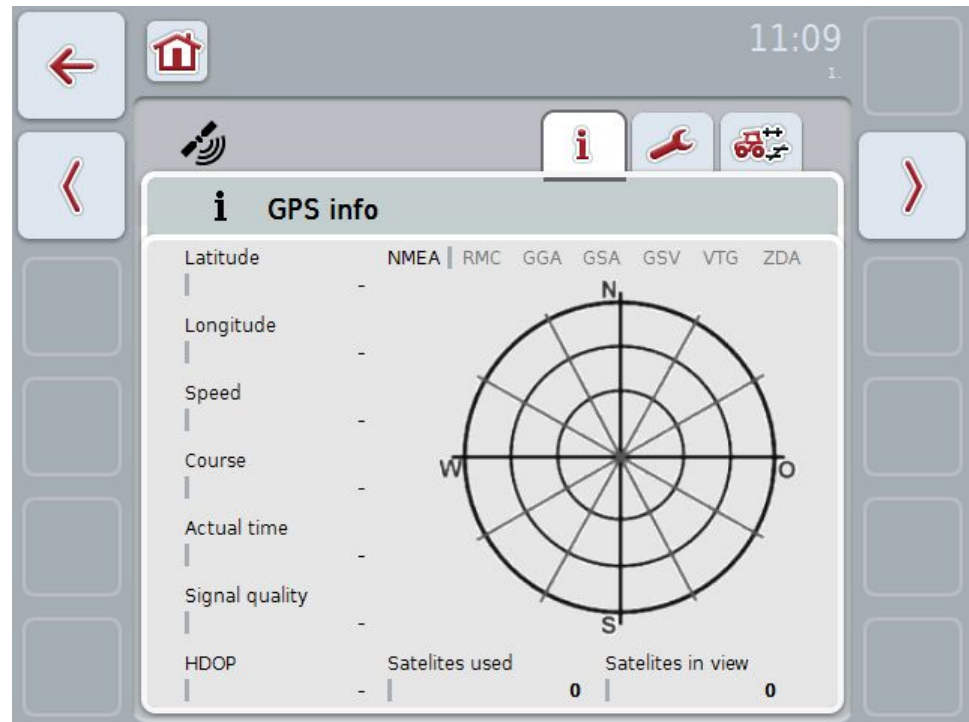 11:09
1.
i
i GPS info
Latitude
-
NMEA RMC GGA GSA GSV VTG ZDA
N
Longitude
-
Speed
-
Course
-
W
O
Actual time
-
Signal quality
-
S
HDOP
-
Satelites used
0
Satelites in view
0